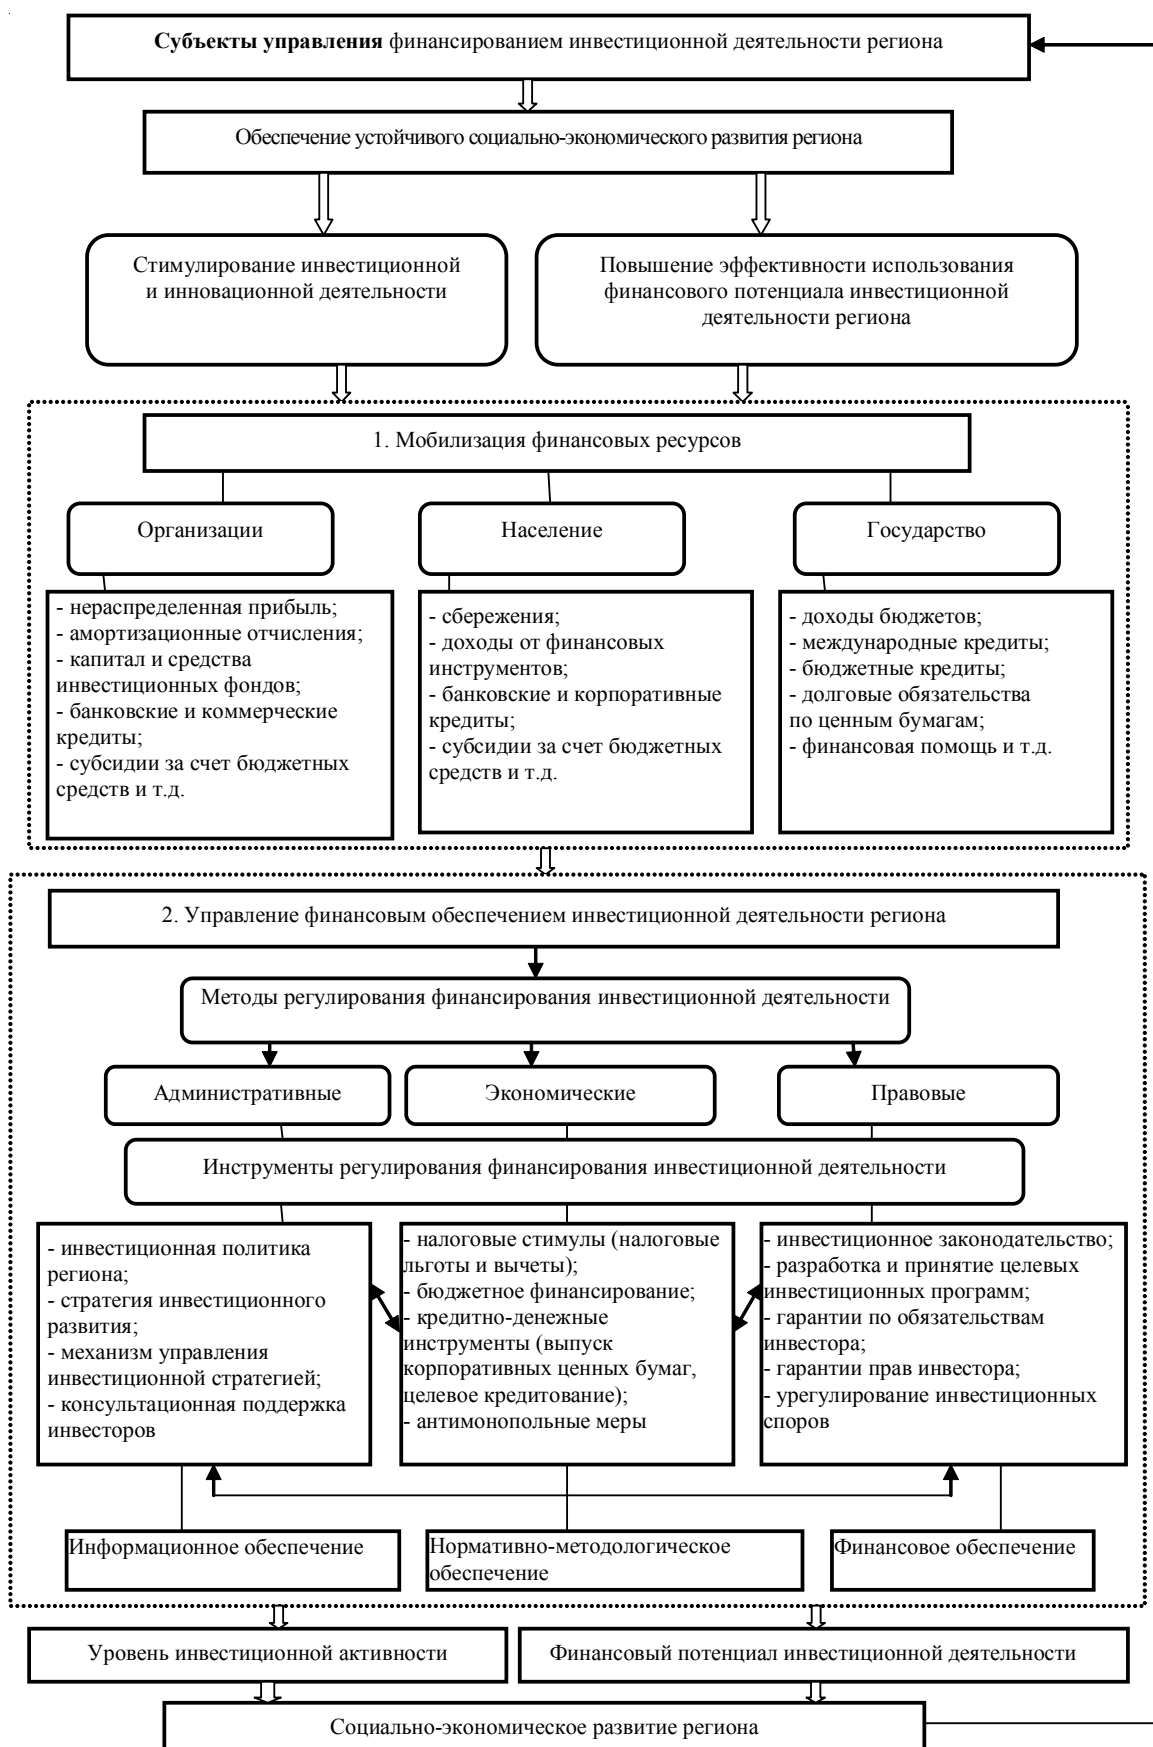 Субъекты управления финансированием инвестиционной деятельности региона
Обеспечение устойчивого социально-экономического развития региона
Стимулирование инвестиционной
и инновационной деятельности
Повышение эффективности использования
финансового потенциала инвестиционной
деятельности региона
1. Мобилизация финансовых ресурсов
Организации
Население
Государство
- нераспределенная прибыль;
- амортизационные отчисления;
- капитал и средства
инвестиционных фондов;
- банковские и коммерческие
кредиты;
- субсидии за счет бюджетных
средств и т.д.
- сбережения;
- доходы от финансовых
инструментов;
- банковские и корпоративные
кредиты;
- субсидии за счет бюджетных
средств и т.д.
- доходы бюджетов;
- международные кредиты;
- бюджетные кредиты;
- долговые обязательства
по ценным бумагам;
- финансовая помощь и т.д.
2. Управление финансовым обеспечением инвестиционной деятельности региона
Методы регулирования финансирования инвестиционной деятельности
Административные
Экономические
Правовые
Инструменты регулирования финансирования инвестиционной деятельности
- инвестиционная политика
региона;
- стратегия инвестиционного
развития;
- механизм управления
инвестиционной стратегией;
- консультационная поддержка
инвесторов
- налоговые стимулы (налоговые
льготы и вычеты);
- бюджетное финансирование;
- кредитно-денежные
инструменты (выпуск
корпоративных ценных бумаг,
целевое кредитование);
- антимонопольные меры
- инвестиционное законодательство;
- разработка и принятие целевых
инвестиционных программ;
- гарантии по обязательствам
инвестора;
- гарантии прав инвестора;
- урегулирование инвестиционных
споров
Информационное обеспечение
Нормативно-методологическое
обеспечение
Финансовое обеспечение
Уровень инвестиционной активности
Финансовый потенциал инвестиционной деятельности
Социально-экономическое развитие региона